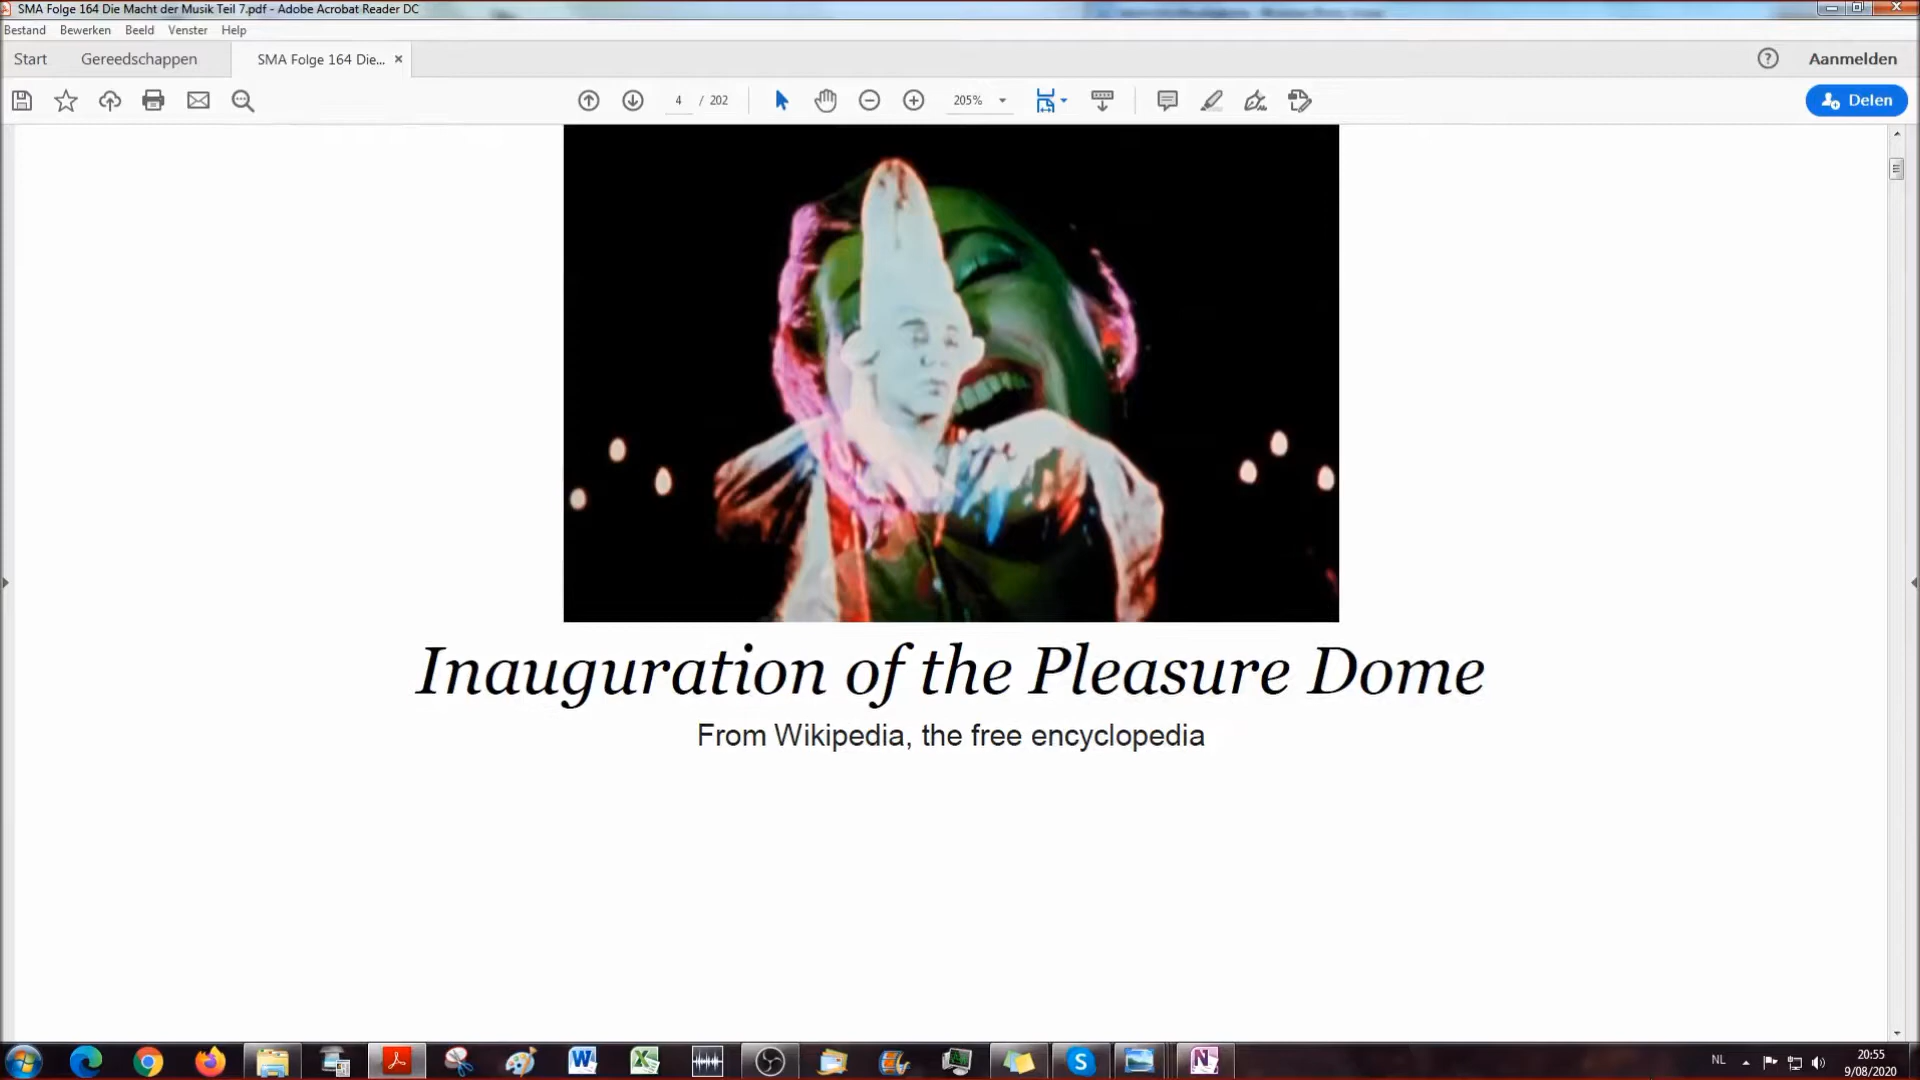 SMA Folge 164 Die Macht der Musik Teil 7.pdf - Adobe Acrobat Reader DC
Bestand Bewerken Beeld Venster Help
Start Gereedschappen SMA Folge 164 Die... × Aanmelden
4 / 202 205% Delen
Inauguration of the Pleasure Dome
From Wikipedia, the free encyclopedia
NL 20:55
9/08/2020